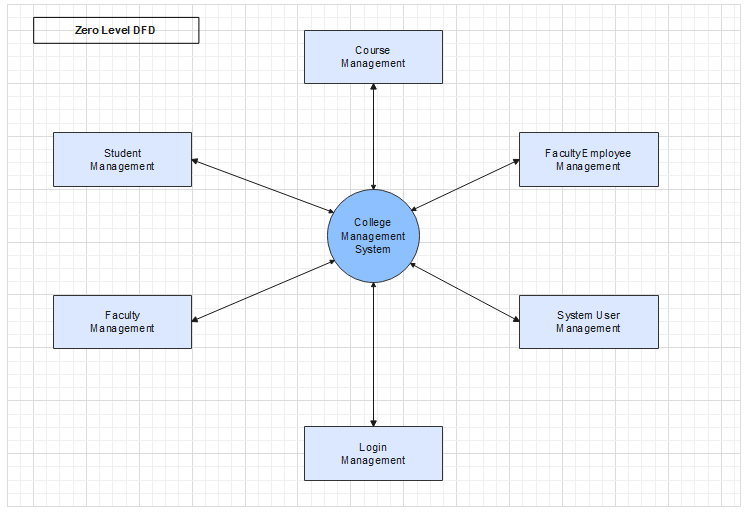 Zero Level DFD
Course
Management
Student
Management
FacultyEmployee
Management
College
Management
System
Faculty
Management
System User
Management
Login
Management